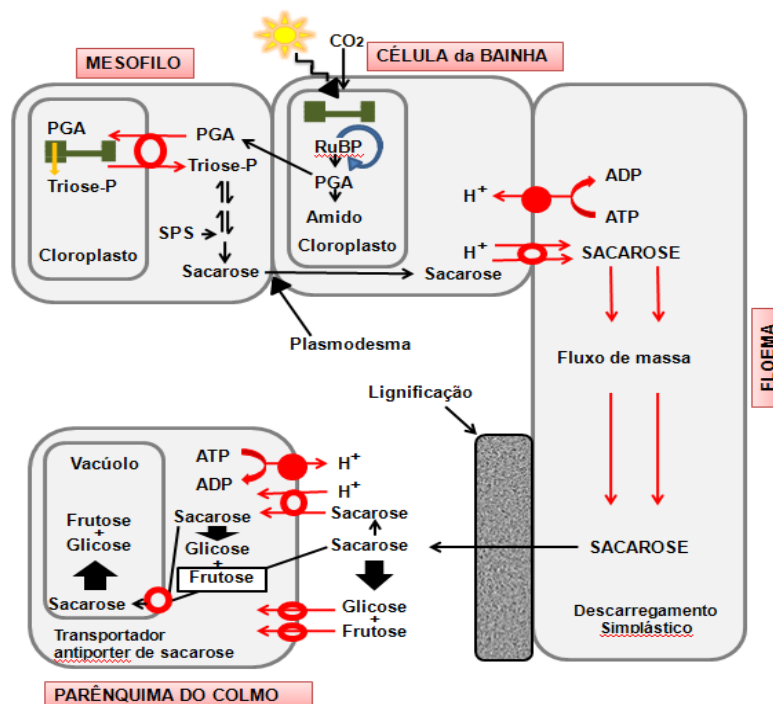 CO2
MESOFILO
CÉLULA da BAINHA
PGA
Triose-P
Cloroplasto
PGA
Triose-P
SPS
Sacarose
RuBP
PGA
Amido
Cloroplasto
H+
ADP
ATP
H+
Sacarose
SACAROSE
Plasmodesma
Fluxo de massa
FLOEMA
Lignificação
Vacúolo
Frutose
+
Glicose
Sacarose
ATP
ADP
H+
H+
Sacarose
Sacarose
Glicose
+
Frutose
Sacarose
Glicose
+
Frutose
SACAROSE
Descarregamento
Simplástico
Transportador
antiporter de sacarose
PARÊNQUIMA DO COLMO